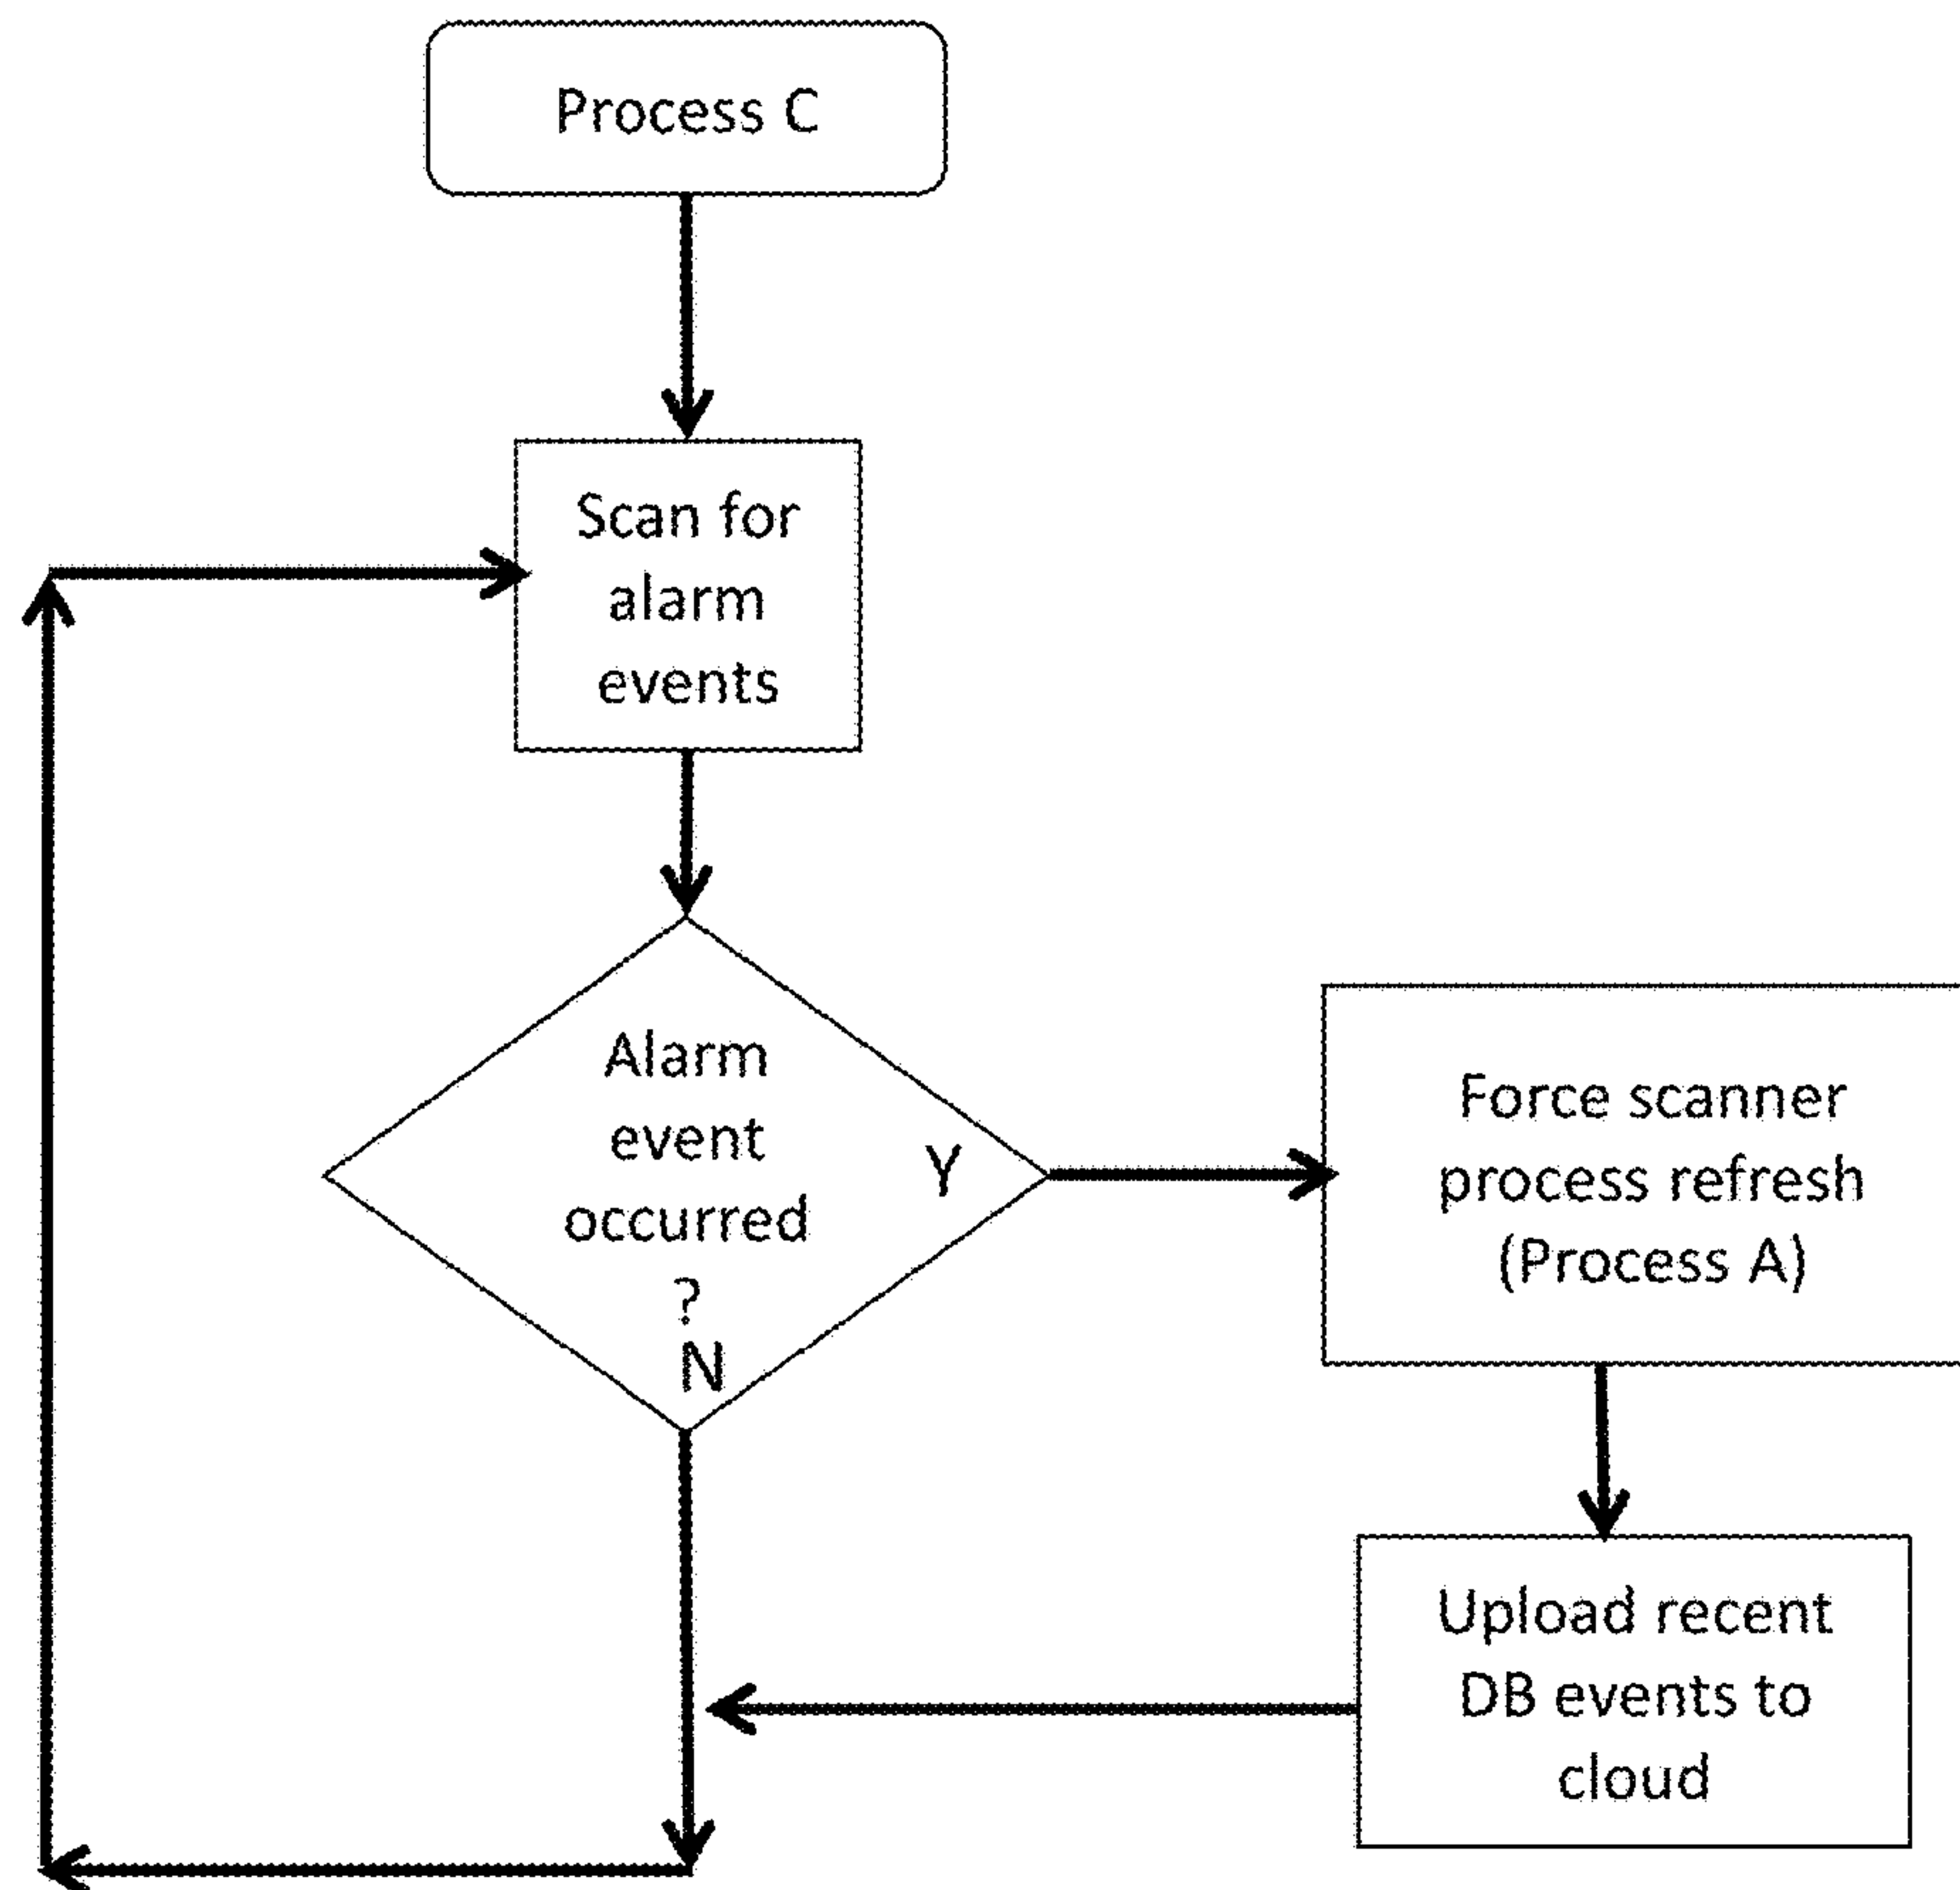 Process C
Scan for
alarm
events
Alarm
event
occurred
?
Y
N
Force scanner
process refresh
(Process A)
Upload recent
DB events to
cloud